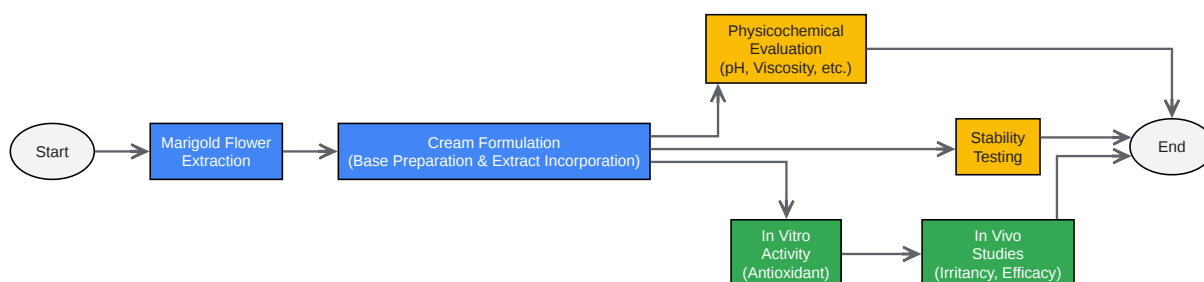 Start
Marigold Flower
Extraction
Cream Formulation
(Base Preparation & Extract Incorporation)
Physicochemical
Evaluation
(pH, Viscosity, etc.)
Stability
Testing
In Vitro
Activity
(Antioxidant)
In Vivo
Studies
(Irritancy, Efficacy)
End